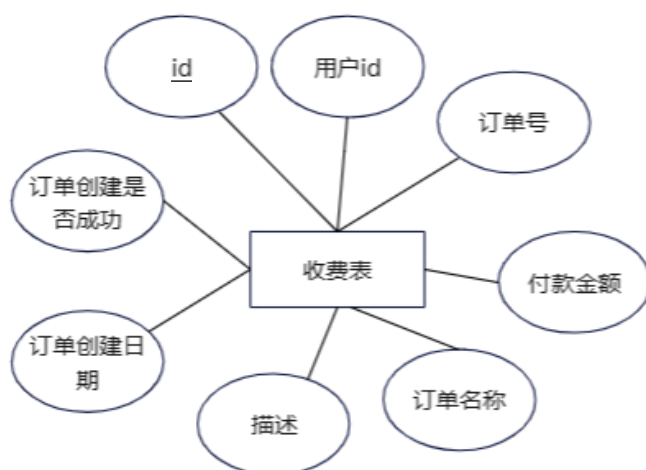 id
用户id
订单号
订单创建是
否成功
收费表
付款金额
订单创建日
期
订单名称
描述